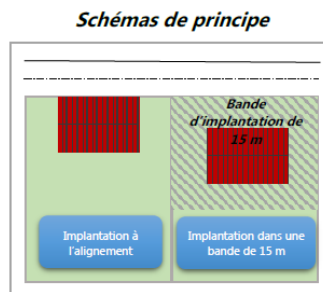 Schémas de principe
Bande
d'implantation de
15 m
Implantation à
l'alignement
Implantation dans une
bande de 15 m